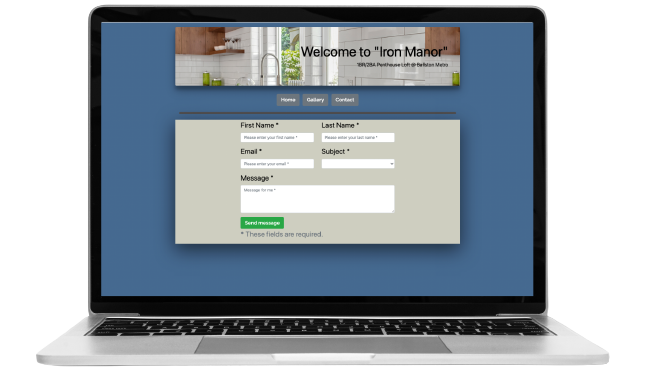 Welcome to "Iron Manor"
1BR/2BA Penthouse Loft @ Ballston Metro
Home Gallery Contact
First Name * Last Name *
Please enter your first name * Please enter your last name *
Email * Subject *
Please enter your email *
Message *
Message for me *
Send message
* These fields are required.